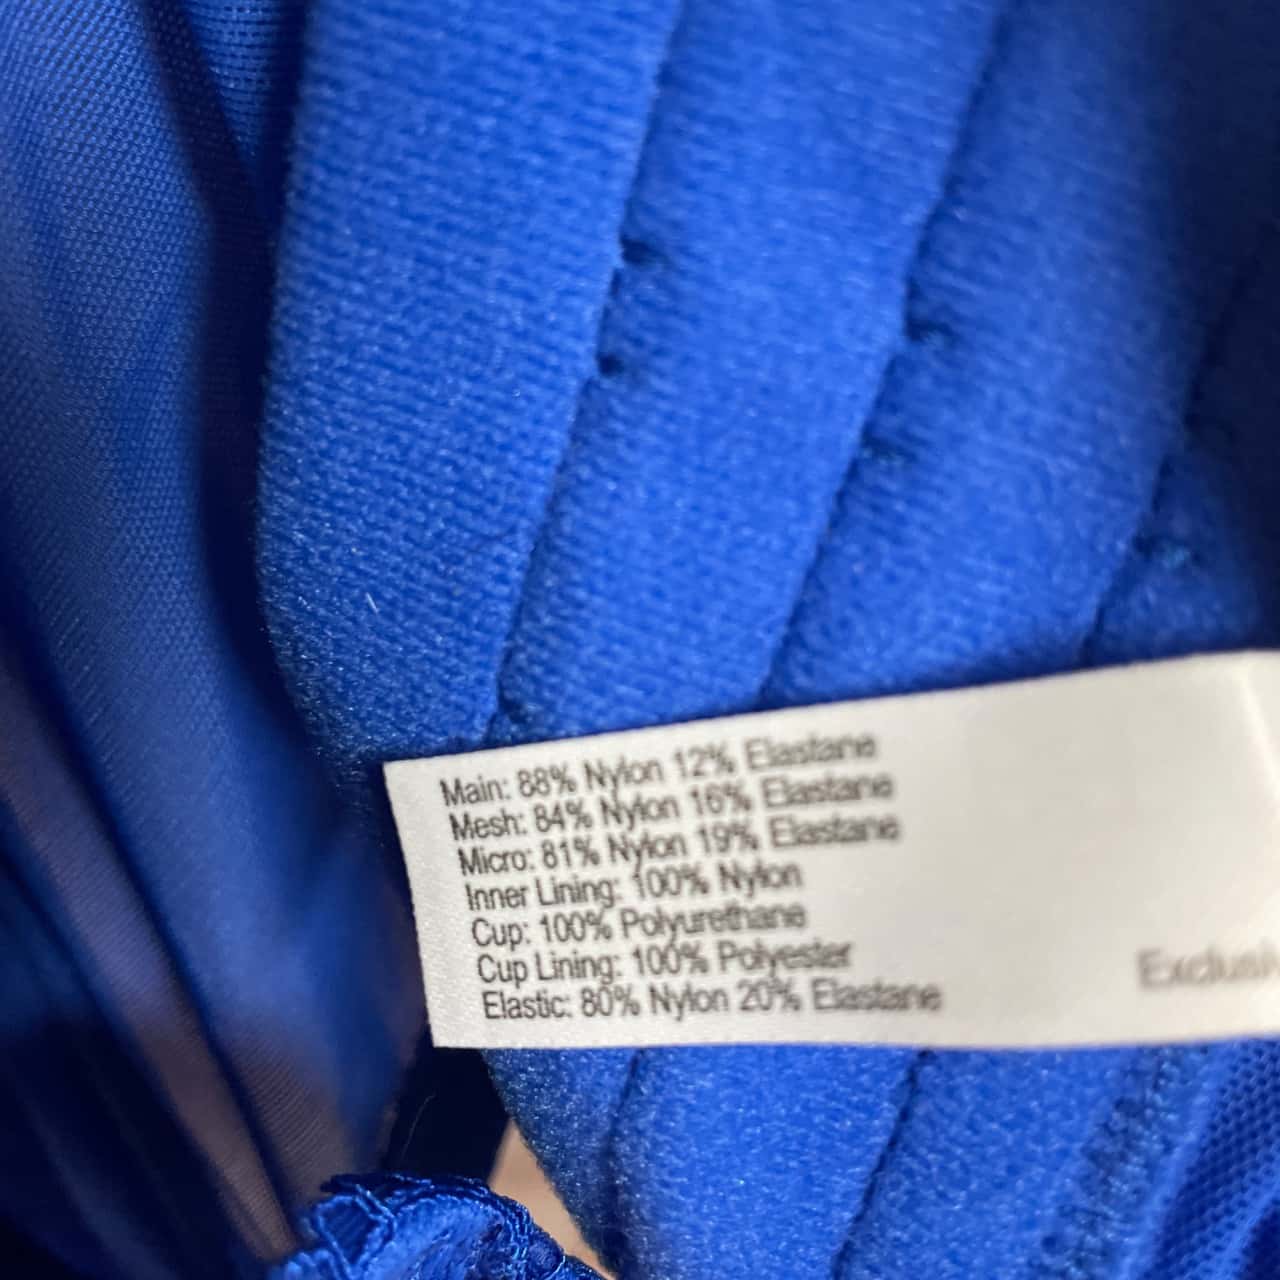 Main: 88% Nylon 12% Elastane
Mesh: 84% Nylon 16% Elastane
Micro: 81% Nylon 19% Elastane
Inner Lining: 100% Nylon
Cup: 100% Polyurethane
Cup Lining: 100% Polyester
Elastic: 80% Nylon 20% Elastane